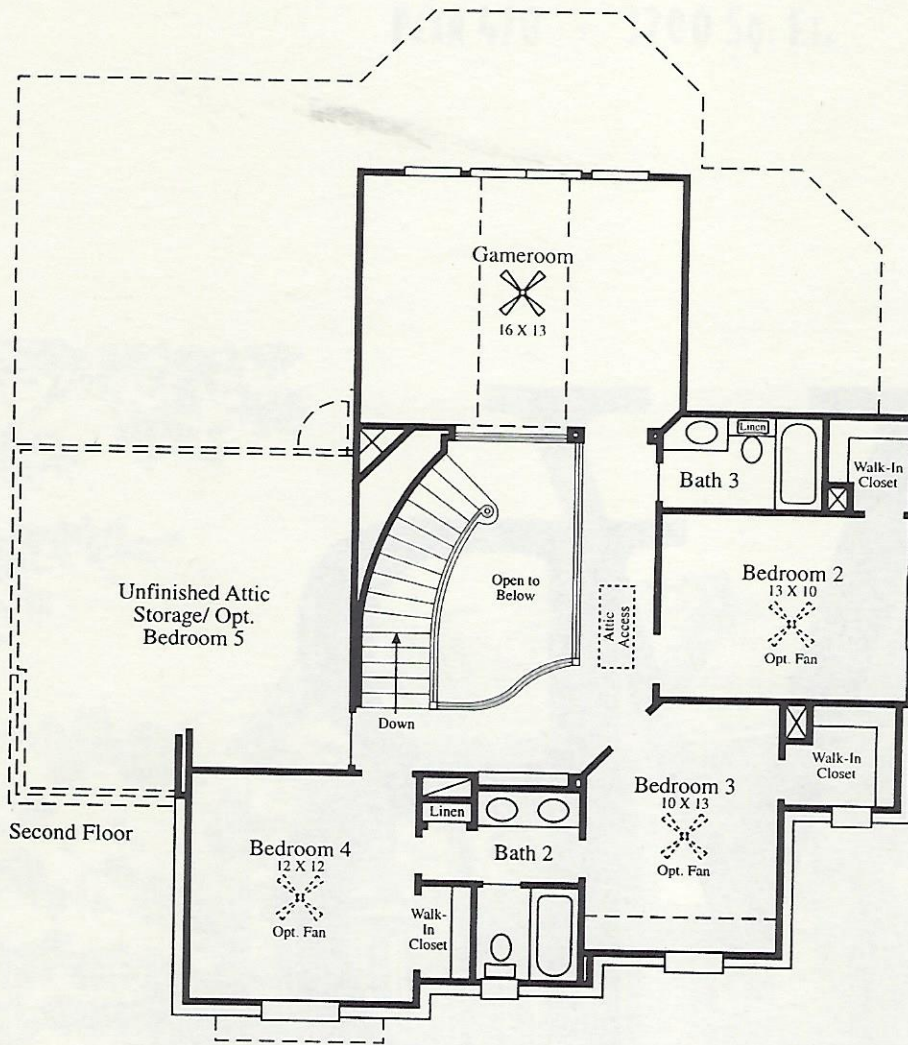 Gameroom
16 X 13
Linen
Bath 3
Walk-In
Closet
Bedroom 2
13 X 10
Opt. Fan
Unfinished Attic
Storage/ Opt.
Bedroom 5
Open to
Below
Attic
Access
Down
Walk-In
Closet
Bedroom 3
10 X 13
Opt. Fan
Second Floor
Linen
Bath 2
Bedroom 4
12 X 12
Opt. Fan
Walk-
In
Closet